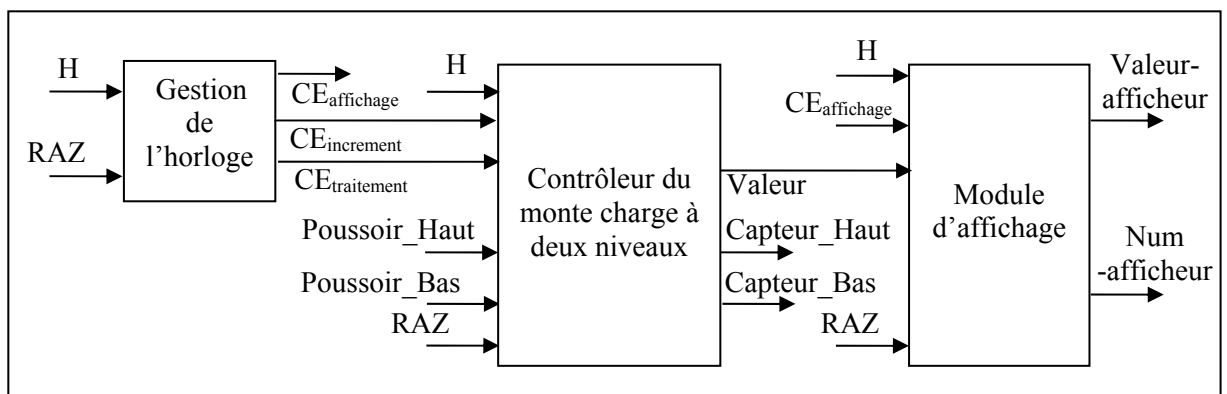 H
RAZ
Gestion
de
l'horloge
CEaffichage
CEincrement
CEtraitement
H
Poussoir_Haut
Poussoir_Bas
RAZ
Contrôleur du
monte charge à
deux niveaux
Valeur
Capteur_Haut
Capteur_Bas
H
CEaffichage
RAZ
Module
d'affichage
Valeur-
afficheur
Num
-afficheur